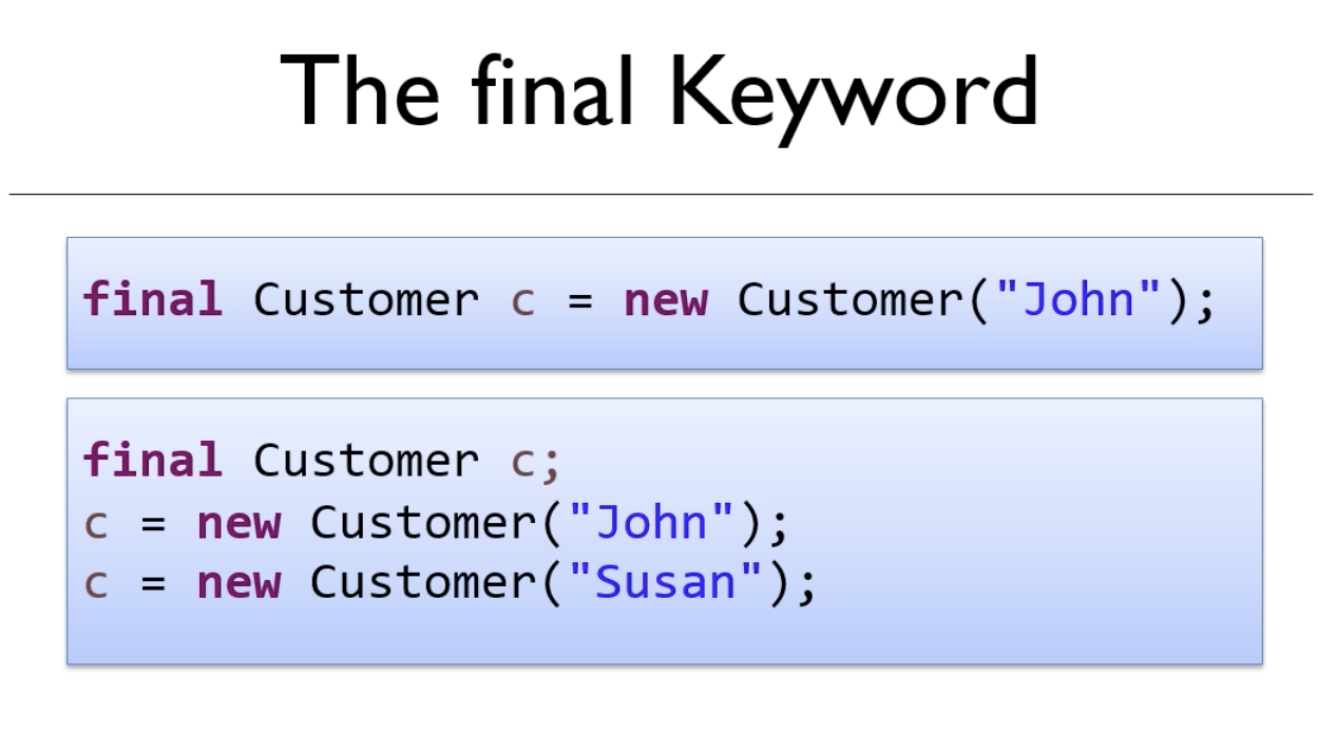 The final Keyword
final Customer c = new Customer("John");
final Customer c;
c = new Customer("John");
c = new Customer("Susan");